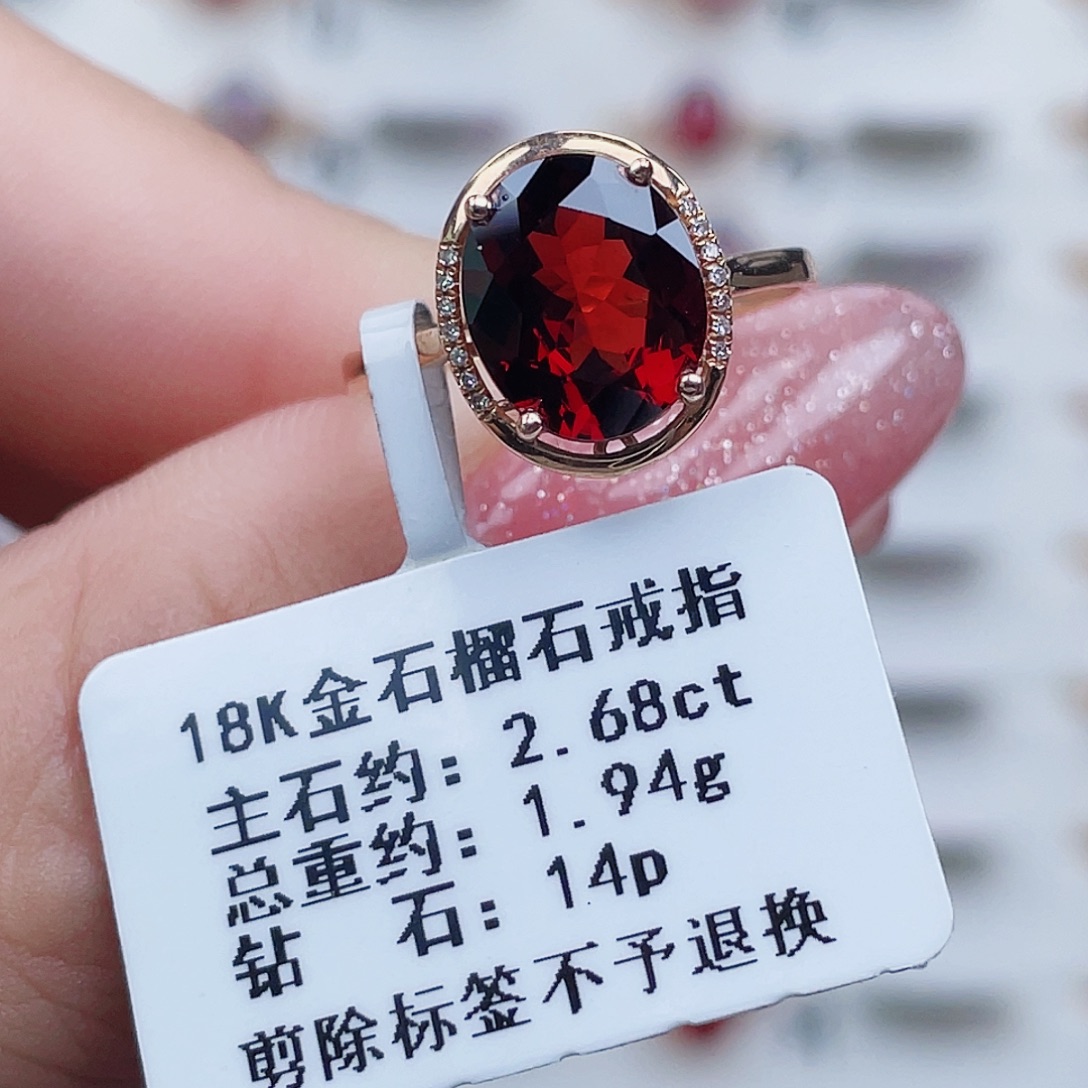 18K金石榴石戒指
主石约: 2.68ct
总重约: 1.94g
钻 石: 14p
剪除标签不予退换